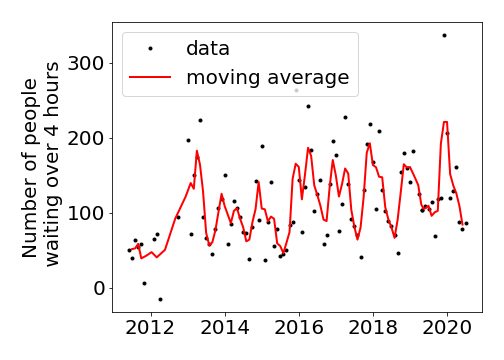 data
moving average
Number of people
waiting over 4 hours
300
200
100
0
2012 2014 2016 2018 2020